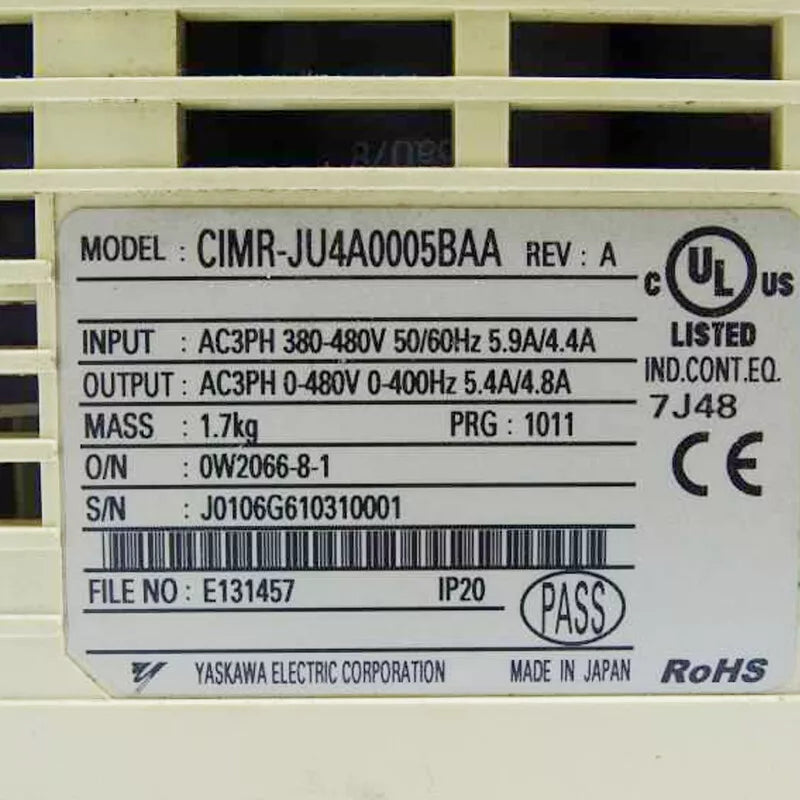 MODEL : CIMR-JU4A0005BAA REV : A
C UL US
LISTED
IND.CONT.EQ.
7J48
INPUT : AC3PH 380-480V 50/60Hz 5.9A/4.4A
OUTPUT : AC3PH 0-480V 0-400Hz 5.4A/4.8A
MASS : 1.7kg PRG : 1011
O/N : 0W2066-8-1
S/N : J0106G610310001
CE
FILE NO : E131457 IP20
PASS
YASKAWA ELECTRIC CORPORATION MADE IN JAPAN RoHS